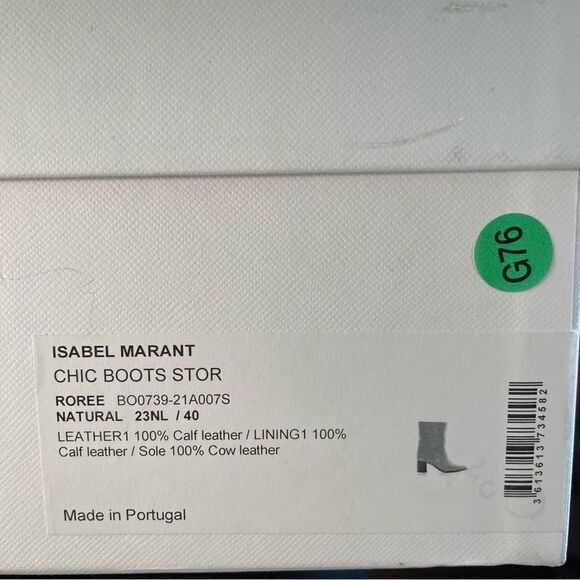 G76
ISABEL MARANT
CHIC BOOTS STOR
ROREE BO0739-21A007S
NATURAL 23NL / 40
LEATHER1 100% Calf leather / LINING1 100%
Calf leather / Sole 100% Cow leather
Made in Portugal
3613613734582